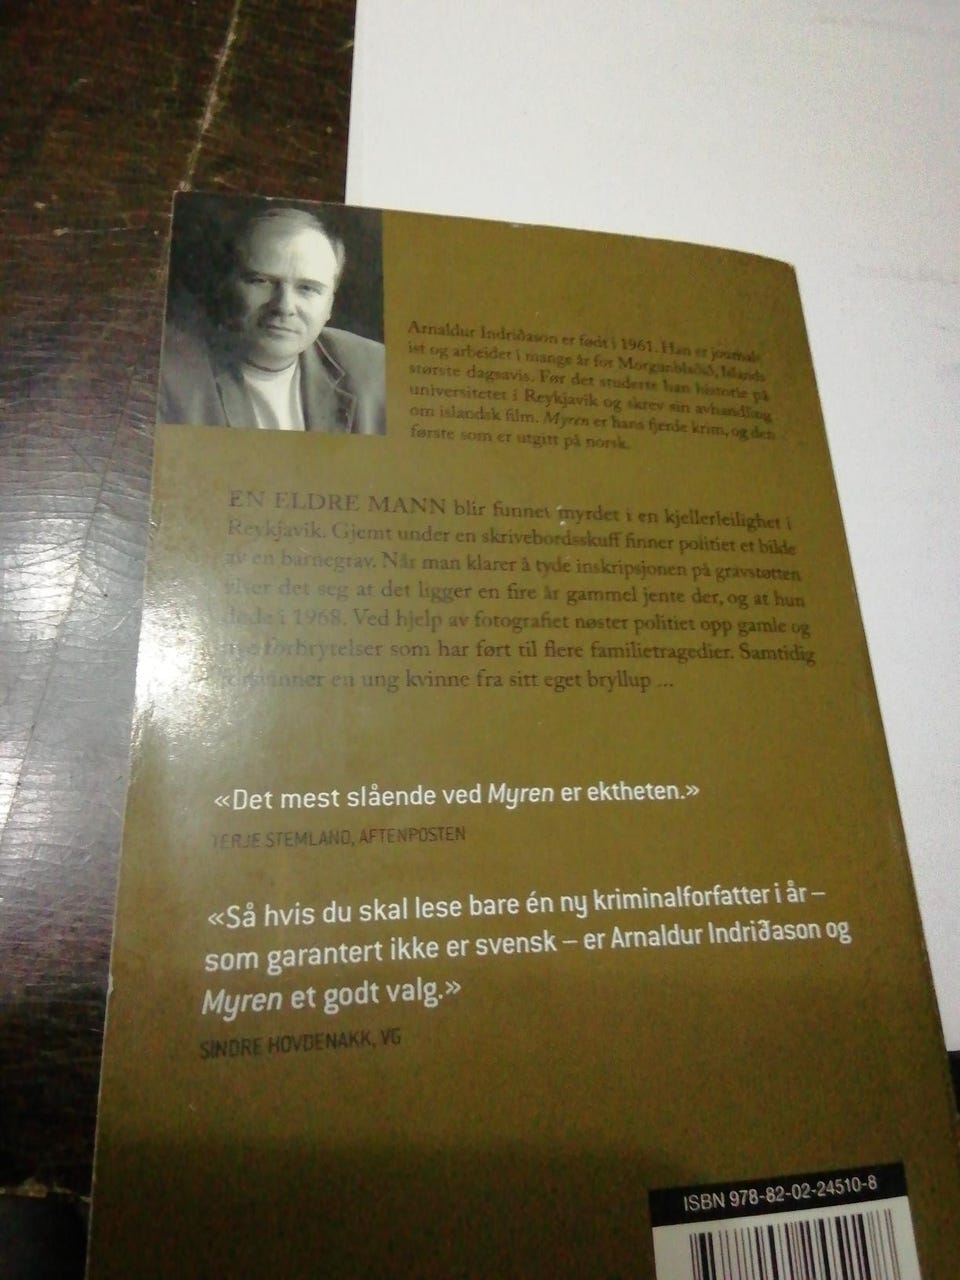 Arnaldur Indriðason er født i 1961. Han er journal-
ist og arbeidet i mange år for Morgunblaðið, Islands
største dagsavis. Før det studerte han historie på
universitetet i Reykjavik og skrev sin avhandling
om islandsk film. Myren er hans fjerde krim, og den
første som er utgitt på norsk.
EN ELDRE MANN blir funnet myrdet i en kjellerleilighet i
Reykjavik. Gjemt under en skrivebordsskuff finner politiet et bilde
av en barnegrav. Når man klarer å tyde inskripsjonen på gravstøtten
viser det seg at det ligger en fire år gammel jente der, og at hun
døde i 1968. Ved hjelp av fotografiet nøster politiet opp gamle og
nye forbrytelser som har ført til flere familietragedier. Samtidig
forsvinner en ung kvinne fra sitt eget bryllup ...
«Det mest slående ved Myren er ektheten.»
TERJE STEMLAND, AFTENPOSTEN
«Så hvis du skal lese bare én ny kriminalforfatter i år –
som garantert ikke er svensk – er Arnaldur Indriðason og
Myren et godt valg.»
SINDRE HOVDENAKK, VG
ISBN 978-82-02-24510-8